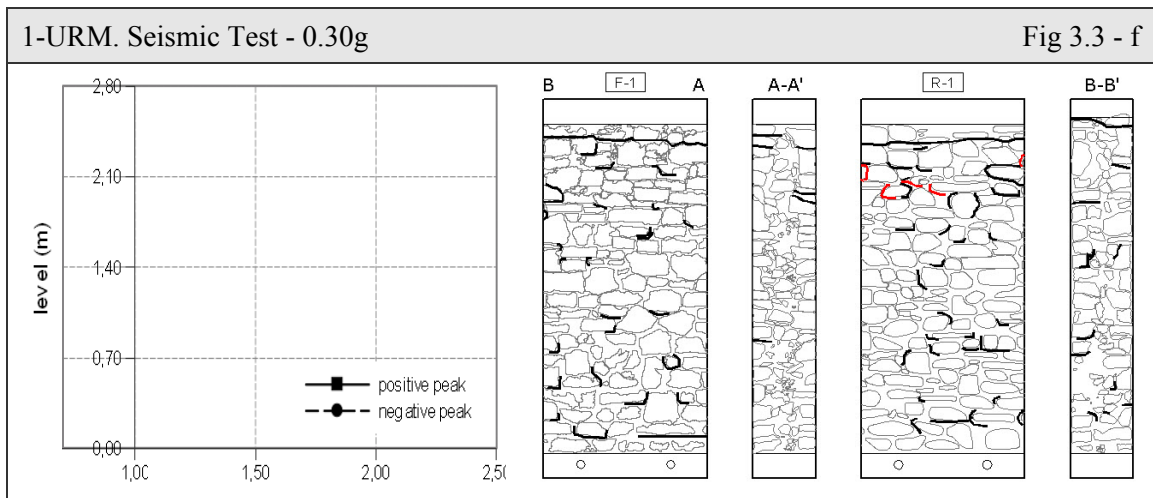 1-URM. Seismic Test - 0.30g
Fig 3.3 - f
level (m)
2,80
2,10
1,40
0,70
0,00
1,00
1,50
2,00
2,50
positive peak
negative peak
B F-1 A
A-A'
R-1
B-B'